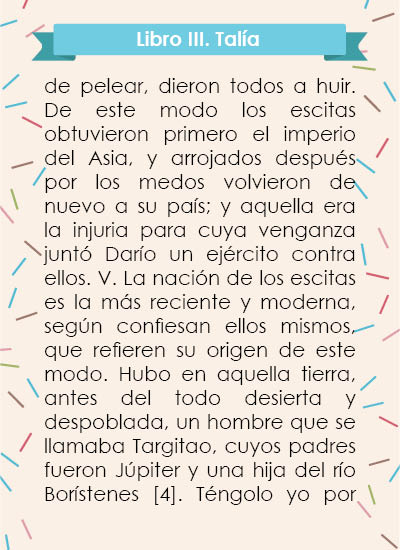 Libro III. Talía
de pelear, dieron todos a huir.
De este modo los escitas
obtuvieron primero el imperio
del Asia, y arrojados después
por los medos volvieron de
nuevo a su país; y aquella era
la injuria para cuya venganza
juntó Darío un ejército contra
ellos. V. La nación de los escitas
es la más reciente y moderna,
según confiesan ellos mismos,
que refieren su origen de este
modo. Hubo en aquella tierra,
antes del todo desierta y
despoblada, un hombre que se
llamaba Targitao, cuyos padres
fueron Júpiter y una hija del río
Borístenes [4]. Téngolo yo por